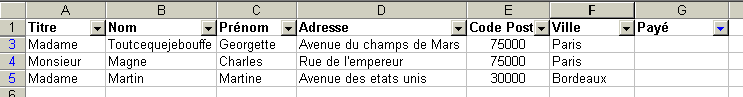 A B C D E F G
1 Titre Nom Prénom Adresse Code Post Ville Payé
3 Madame Toutcequejebouffe Georgette Avenue du champs de Mars 75000 Paris
4 Monsieur Magne Charles Rue de l'empereur 75000 Paris
5 Madame Martin Martine Avenue des etats unis 30000 Bordeaux